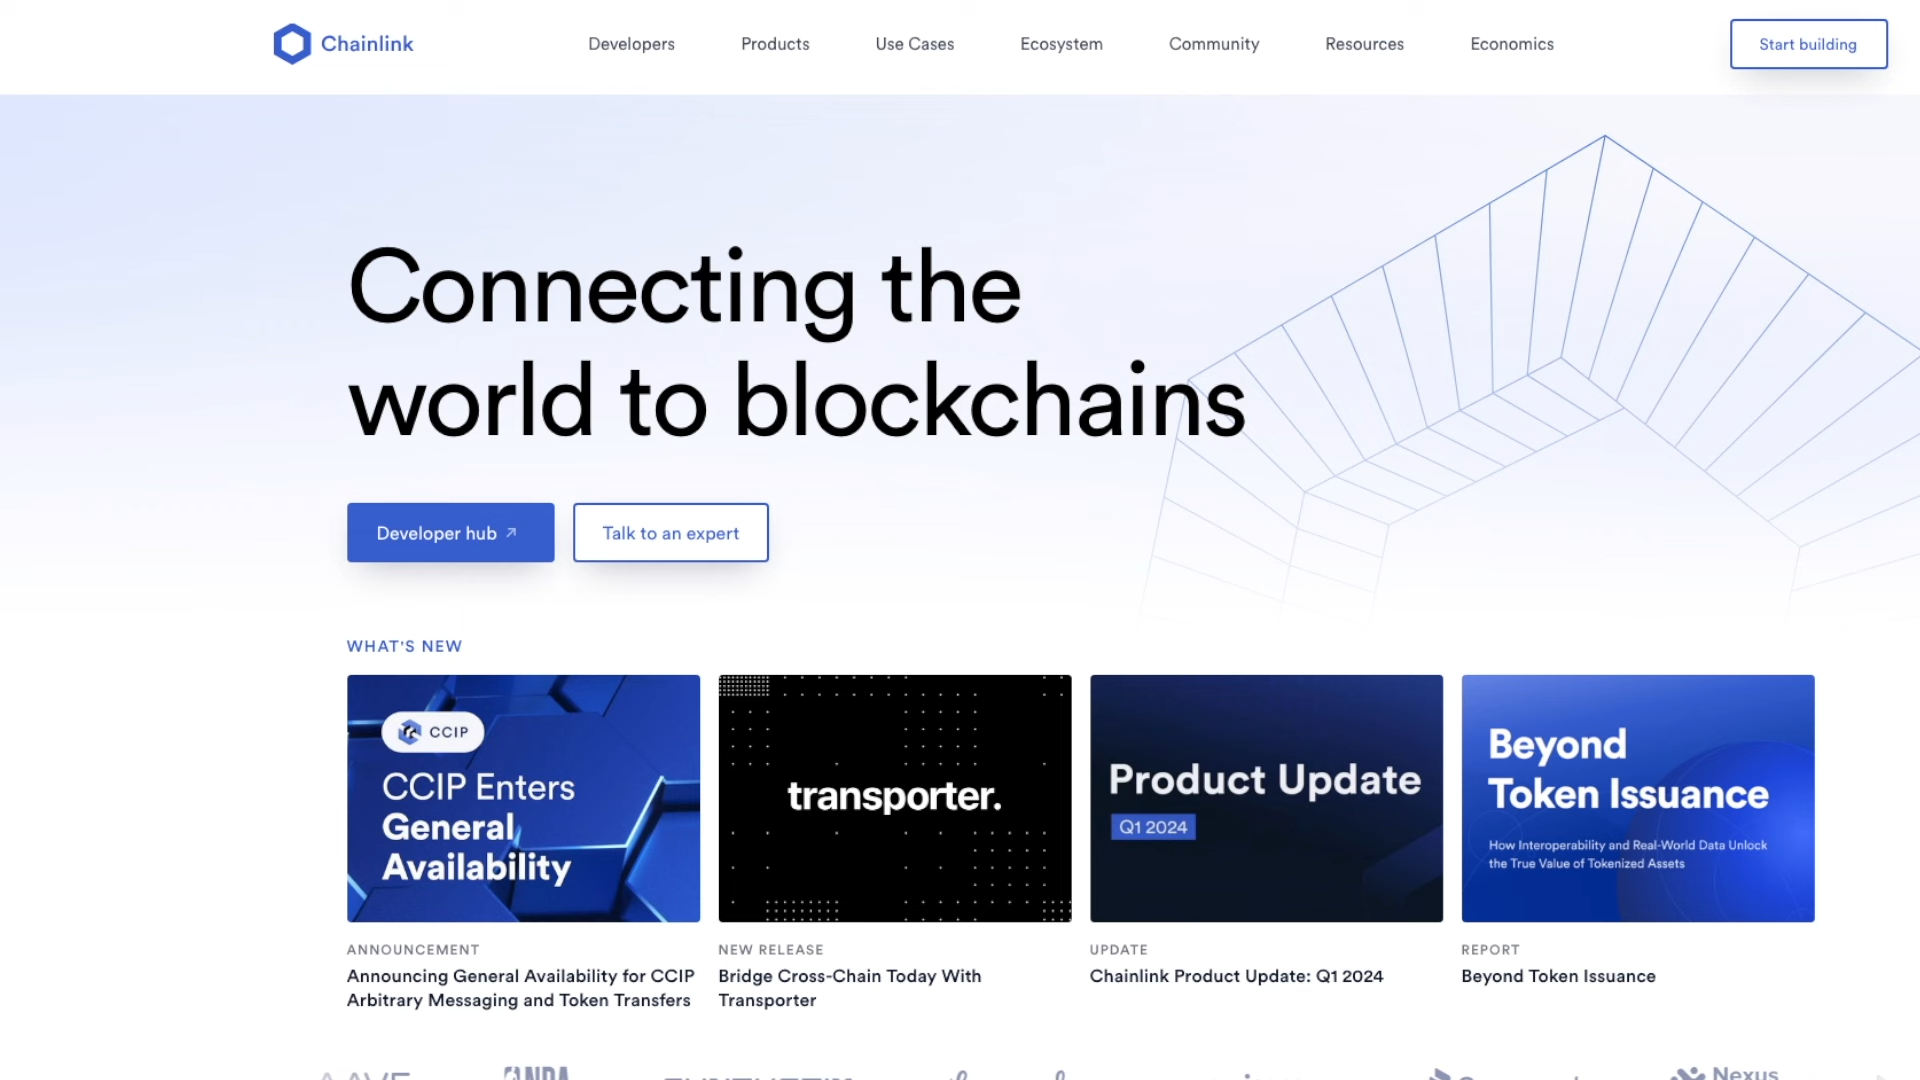 Chainlink
Developers
Products
Use Cases
Ecosystem
Community
Resources
Economics
Start building
Connecting the
world to blockchains
Developer hub
Talk to an expert
WHAT'S NEW
CCIP
CCIP Enters
General
Availability
transporter.
Product Update
Q1 2024
Beyond
Token Issuance
How Interoperability and Real-World Data Unlock
the True Value of Tokenized Assets
ANNOUNCEMENT
Announcing General Availability for CCIP
Arbitrary Messaging and Token Transfers
NEW RELEASE
Bridge Cross-Chain Today With
Transporter
UPDATE
Chainlink Product Update: Q1 2024
REPORT
Beyond Token Issuance
AAVE
NBA
Nexus